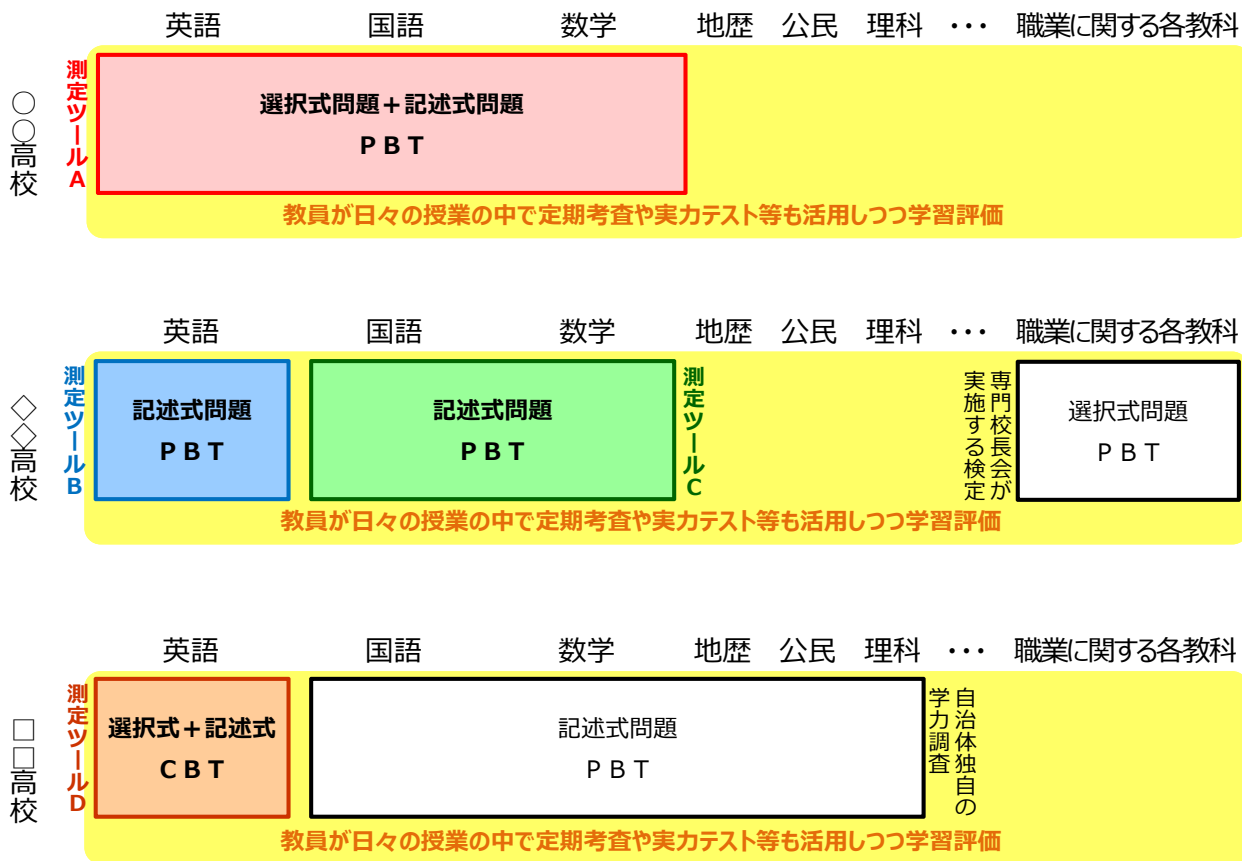 英語 国語 数学 地歴 公民 理科 ・・・ 職業に関する各教科
○○高校
測定ツールA
選択式問題＋記述式問題
ＰＢＴ
教員が日々の授業の中で定期考査や実力テスト等も活用しつつ学習評価
英語 国語 数学 地歴 公民 理科 ・・・ 職業に関する各教科
◇◇高校
測定ツールB
記述式問題
ＰＢＴ
記述式問題
ＰＢＴ
測定ツールC
専門校長会が
実施する検定
選択式問題
ＰＢＴ
教員が日々の授業の中で定期考査や実力テスト等も活用しつつ学習評価
英語 国語 数学 地歴 公民 理科 ・・・ 職業に関する各教科
□□高校
測定ツールD
選択式＋記述式
ＣＢＴ
記述式問題
ＰＢＴ
自治体独自の
学力調査
教員が日々の授業の中で定期考査や実力テスト等も活用しつつ学習評価